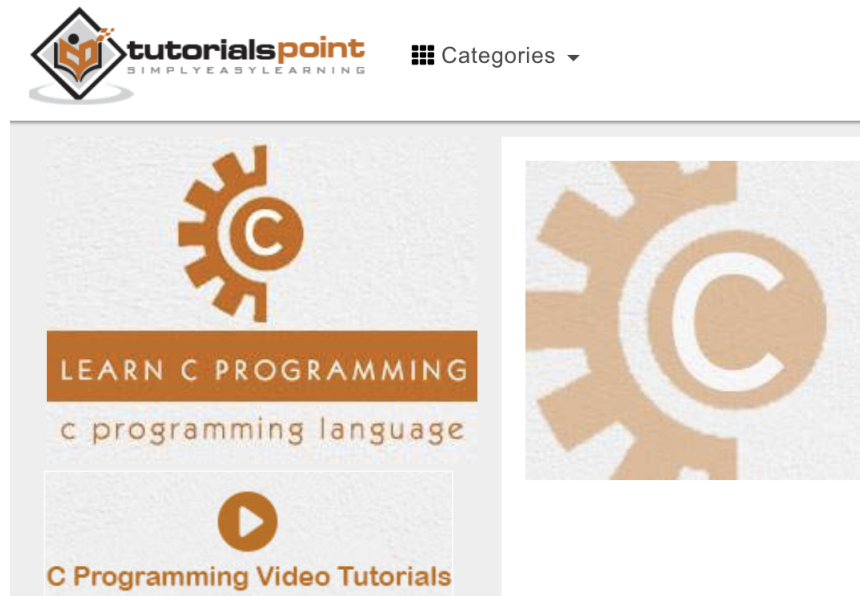 tutorialspoint
SIMPLYEASYLEARNING
Categories
C
LEARN C PROGRAMMING
c programming language
C Programming Video Tutorials
C